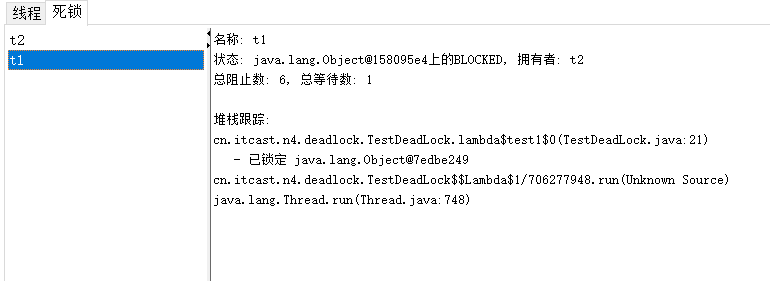 线程 死锁
t2
t1
名称: t1
状态: java.lang.Object@158095e4上的BLOCKED, 拥有者: t2
总阻止数: 6, 总等待数: 1
堆栈跟踪:
cn.itcast.n4.deadlock.TestDeadLock.lambda$test1$0(TestDeadLock.java:21)
- 已锁定 java.lang.Object@7edbe249
cn.itcast.n4.deadlock.TestDeadLock$$Lambda$1/706277948.run(Unknown Source)
java.lang.Thread.run(Thread.java:748)